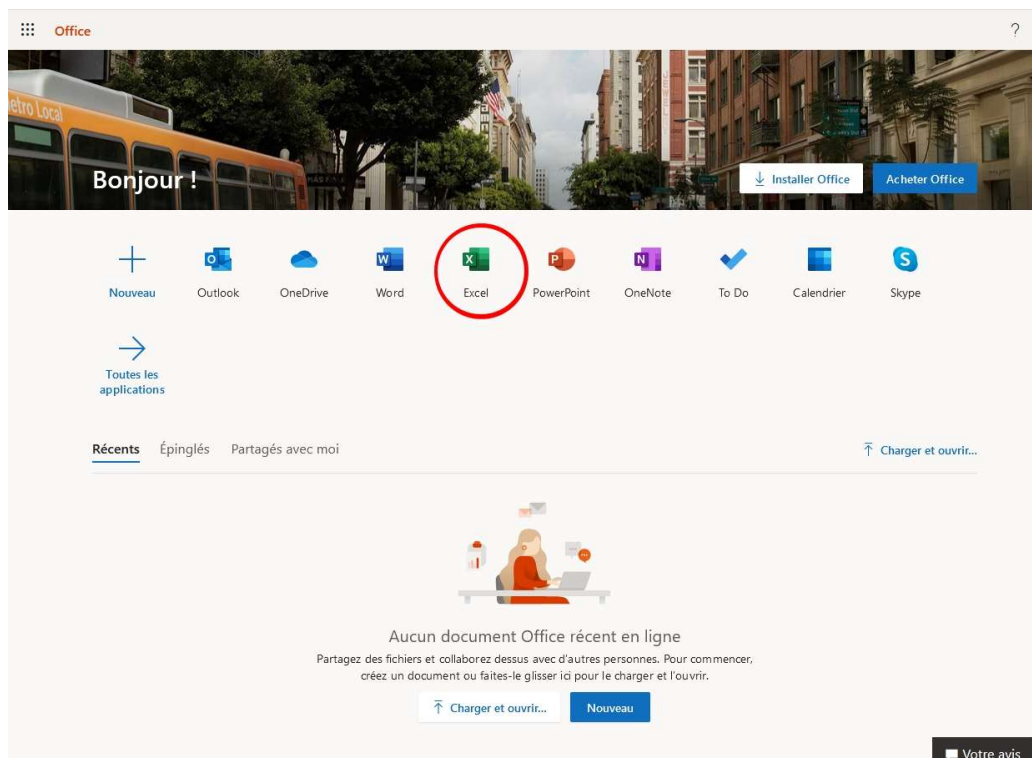 Office
?
etro Local
Bonjour !
Installer Office
Acheter Office
Nouveau
Outlook
OneDrive
Word
Excel
PowerPoint
OneNote
To Do
Calendrier
Skype
Toutes les
applications
Récents Épinglés Partagés avec moi
Charger et ouvrir...
Aucun document Office récent en ligne
Partagez des fichiers et collaborez dessus avec d'autres personnes. Pour commencer,
créez un document ou faites-le glisser ici pour le charger et l'ouvrir.
Charger et ouvrir...
Nouveau
Votre avis